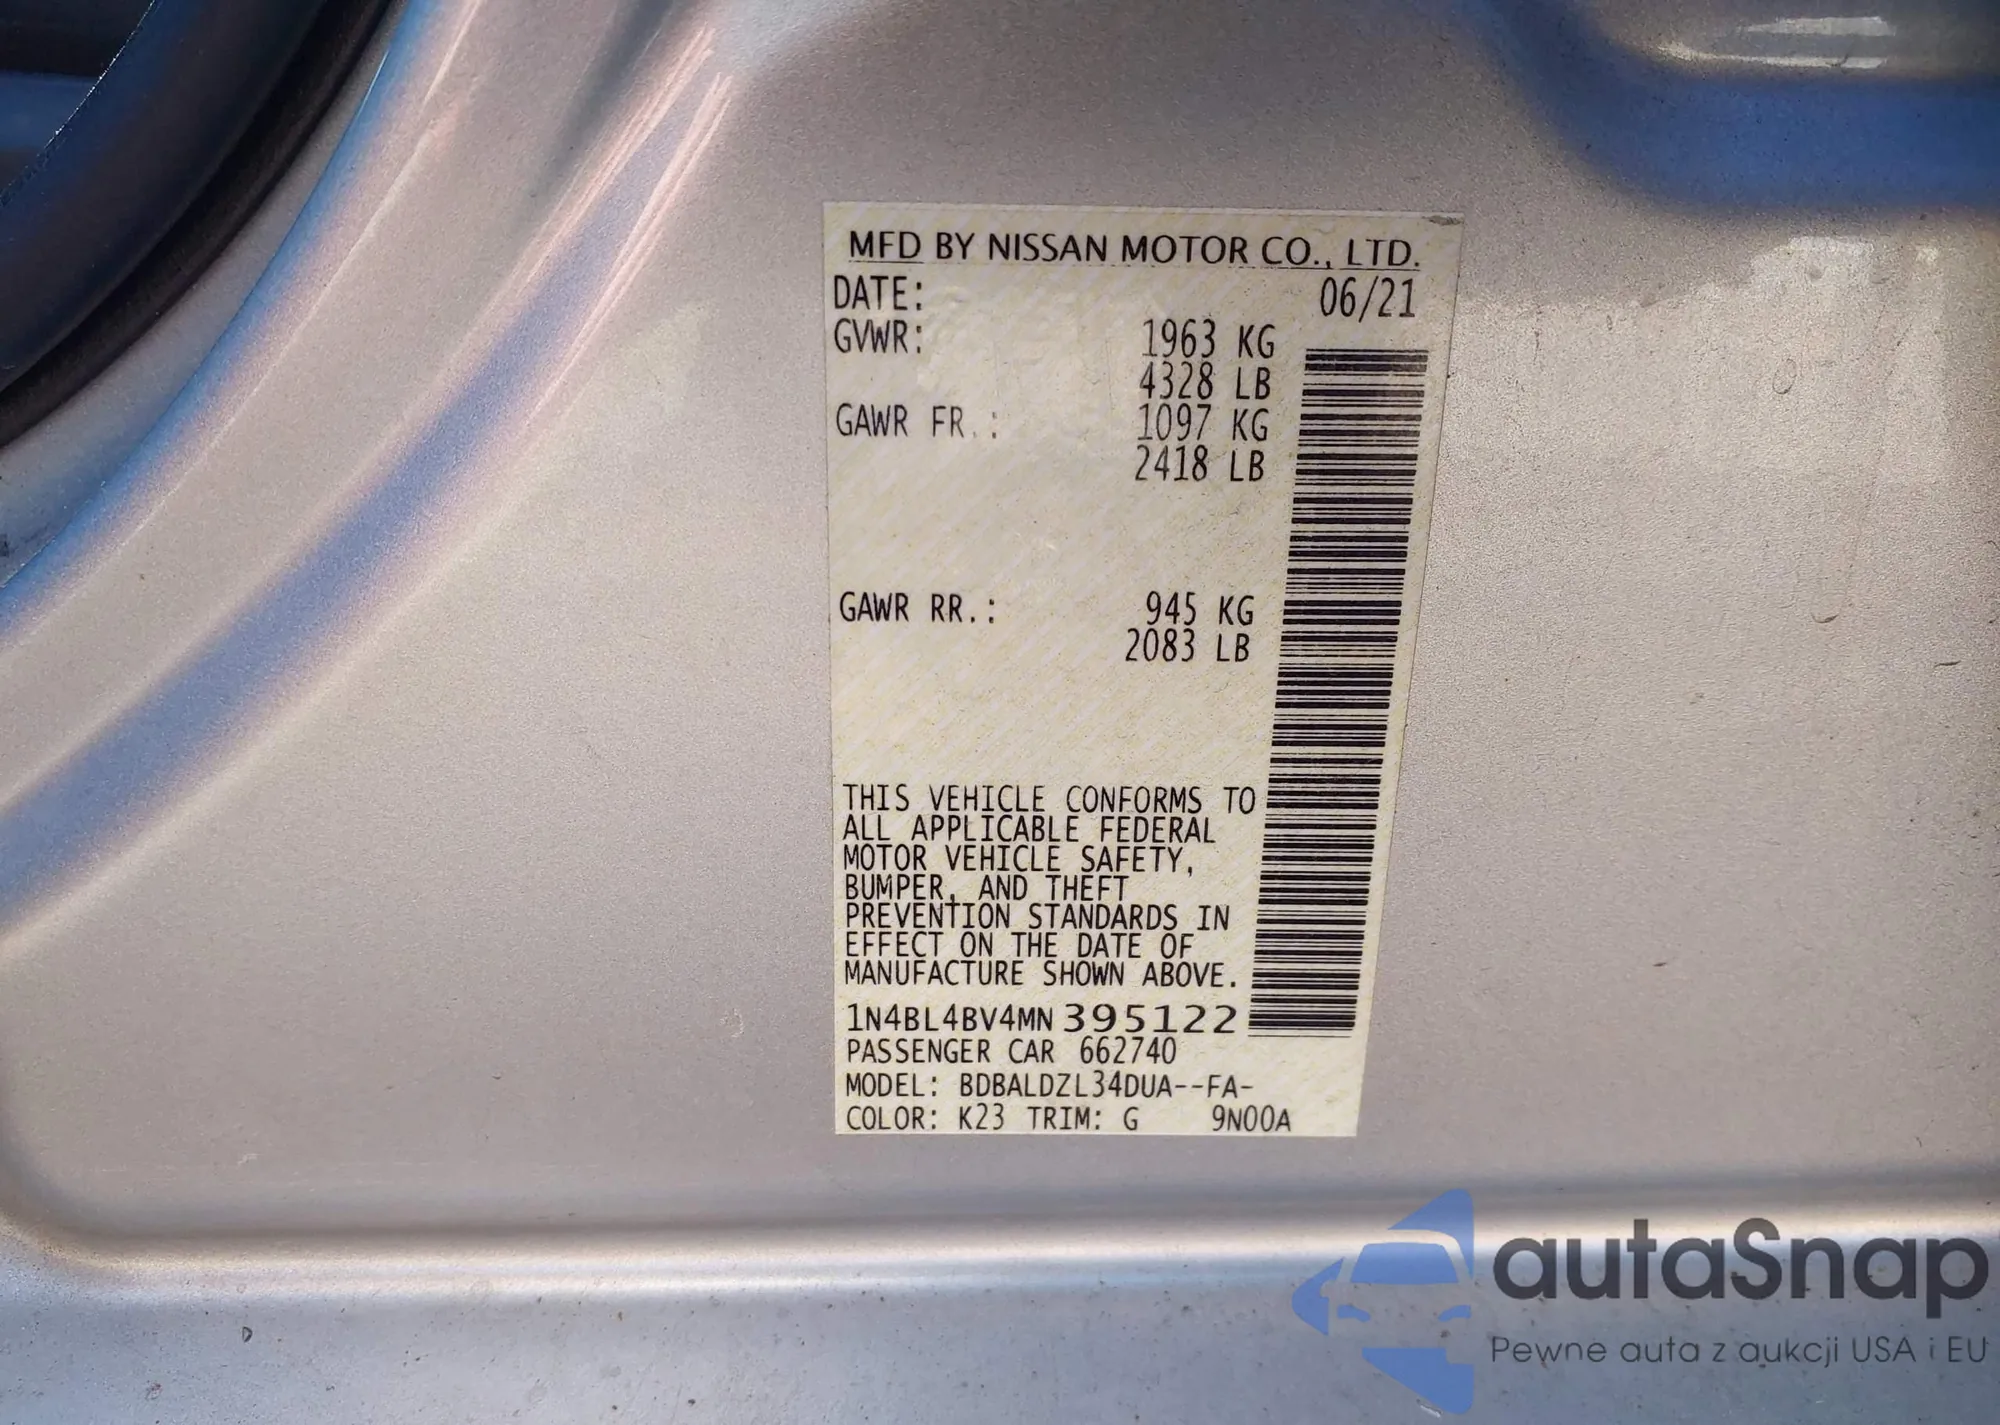 MFD BY NISSAN MOTOR CO., LTD.
DATE: 06/21
GVWR: 1963 KG
4328 LB
GAWR FR.: 1097 KG
2418 LB
GAWR RR.: 945 KG
2083 LB
THIS VEHICLE CONFORMS TO
ALL APPLICABLE FEDERAL
MOTOR VEHICLE SAFETY,
BUMPER, AND THEFT
PREVENTION STANDARDS IN
EFFECT ON THE DATE OF
MANUFACTURE SHOWN ABOVE.
1N4BL4BV4MN395122
PASSENGER CAR 662740
MODEL: BDBALDZL34DUA--FA-
COLOR: K23 TRIM: G 9N00A
autaSnap
Pewne auta z aukcji USA i EU